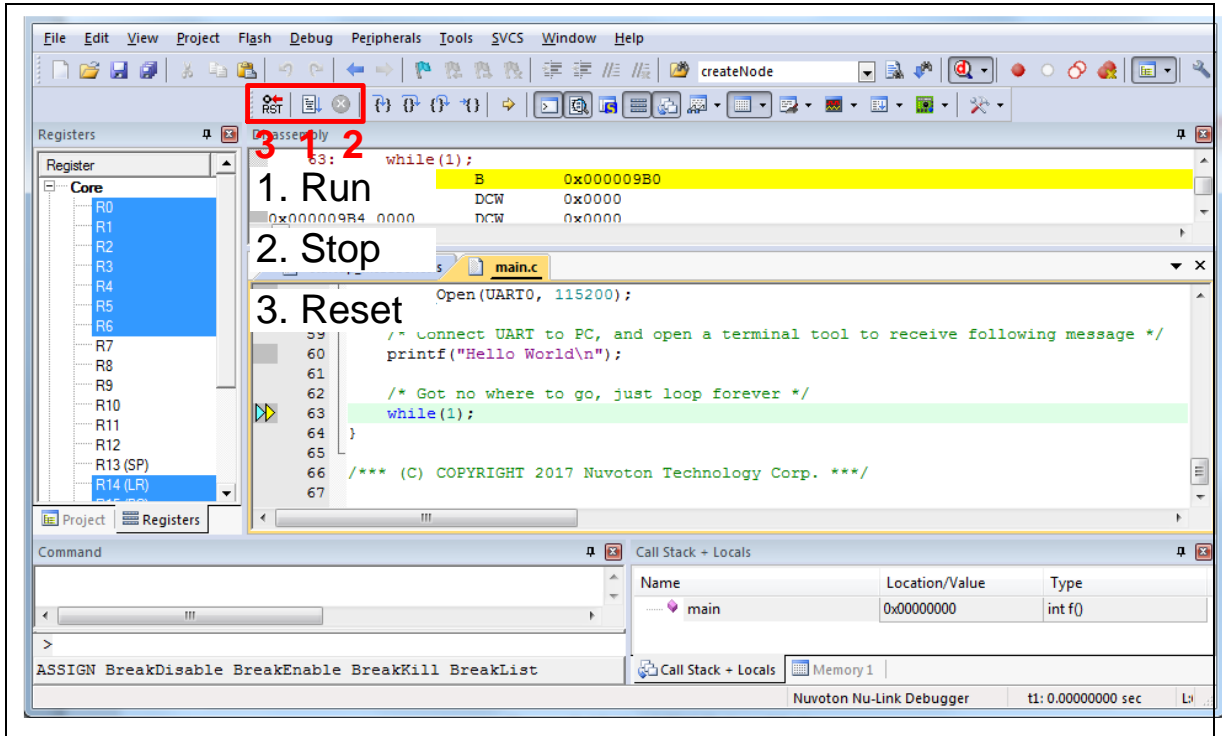 File Edit View Project Flash Debug Peripherals Tools SVCS Window Help
createNode
RST
3 1 2
Registers
Disassembly
Register
Core
R0
R1
R2
R3
R4
R5
R6
R7
R8
R9
R10
R11
R12
R13 (SP)
R14 (LR)
Project Registers
63: while(1);
B 0x000009B0
DCW 0x0000
0x000009B4 0000 DCW 0x0000
1. Run
2. Stop
3. Reset
main.c
Open(UART0, 115200);
59 /* Connect UART to PC, and open a terminal tool to receive following message */
60 printf("Hello World\n");
61
62 /* Got no where to go, just loop forever */
63 while(1);
64 }
65
66 /*** (C) COPYRIGHT 2017 Nuvoton Technology Corp. ***/
67
Command
>
ASSIGN BreakDisable BreakEnable BreakKill BreakList
Call Stack + Locals
Name Location/Value Type
main 0x00000000 int f()
Call Stack + Locals Memory 1
Nuvoton Nu-Link Debugger t1: 0.00000000 sec